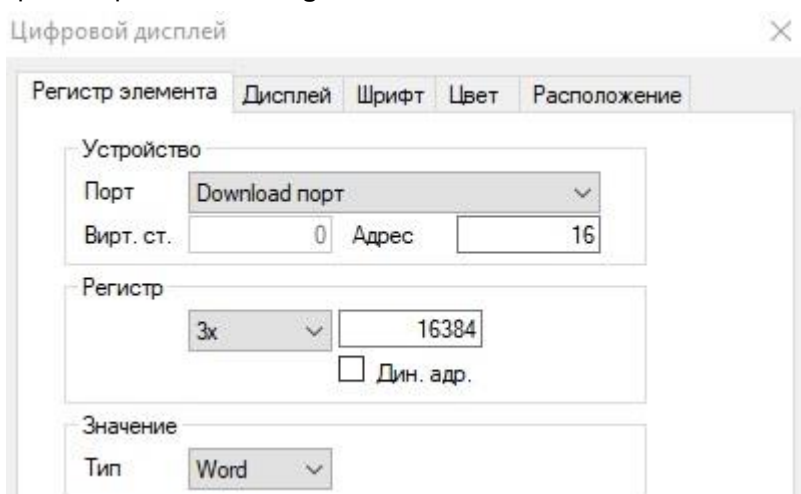 Цифровой дисплей
Регистр элемента Дисплей Шрифт Цвет Расположение
Устройство
Порт Download порт
Вирт. ст. 0 Адрес 16
Регистр
3x 16384
Дин. адр.
Значение
Тип Word